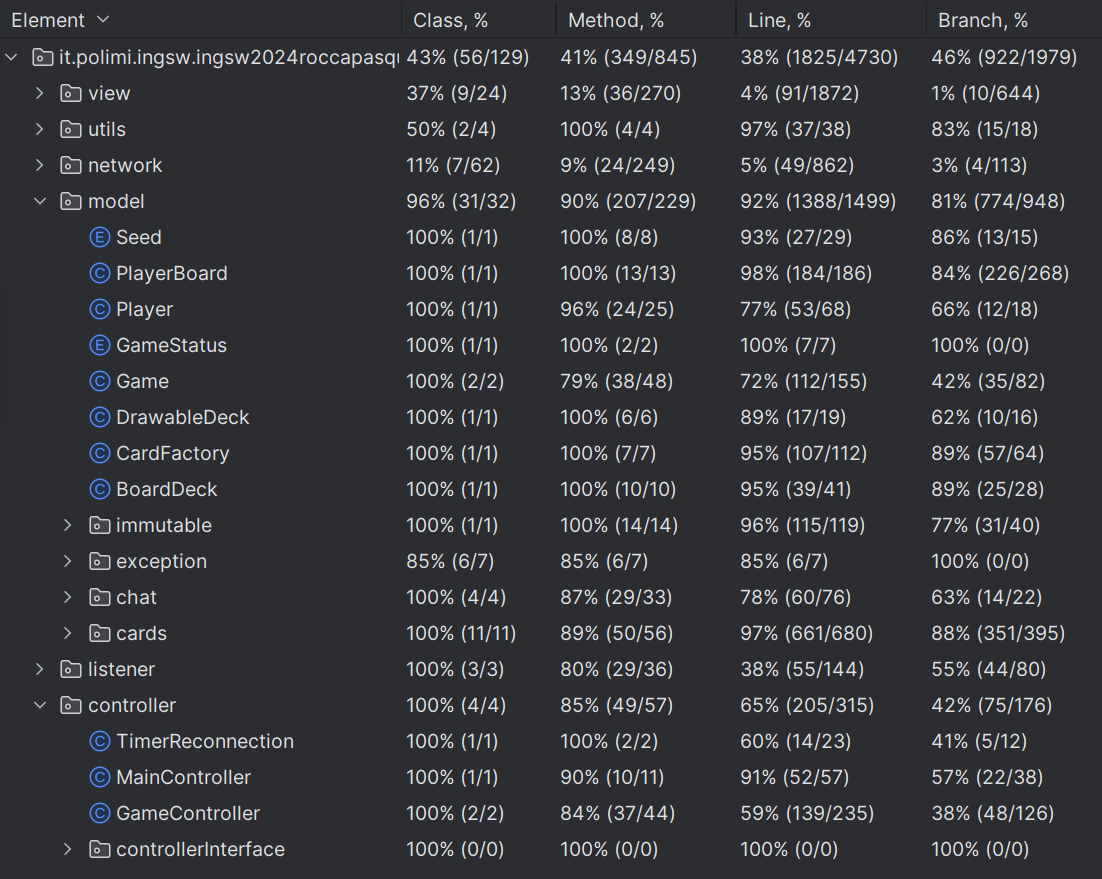 Element Class, % Method, % Line, % Branch, %
it.polimi.ingsw.ingsw2024roccapasqu 43% (56/129) 41% (349/845) 38% (1825/4730) 46% (922/1979)
view 37% (9/24) 13% (36/270) 4% (91/1872) 1% (10/644)
utils 50% (2/4) 100% (4/4) 97% (37/38) 83% (15/18)
network 11% (7/62) 9% (24/249) 5% (49/862) 3% (4/113)
model 96% (31/32) 90% (207/229) 92% (1388/1499) 81% (774/948)
E Seed 100% (1/1) 100% (8/8) 93% (27/29) 86% (13/15)
C PlayerBoard 100% (1/1) 100% (13/13) 98% (184/186) 84% (226/268)
C Player 100% (1/1) 96% (24/25) 77% (53/68) 66% (12/18)
E GameStatus 100% (1/1) 100% (2/2) 100% (7/7) 100% (0/0)
C Game 100% (2/2) 79% (38/48) 72% (112/155) 42% (35/82)
C DrawableDeck 100% (1/1) 100% (6/6) 89% (17/19) 62% (10/16)
C CardFactory 100% (1/1) 100% (7/7) 95% (107/112) 89% (57/64)
C BoardDeck 100% (1/1) 100% (10/10) 95% (39/41) 89% (25/28)
immutable 100% (1/1) 100% (14/14) 96% (115/119) 77% (31/40)
exception 85% (6/7) 85% (6/7) 85% (6/7) 100% (0/0)
chat 100% (4/4) 87% (29/33) 78% (60/76) 63% (14/22)
cards 100% (11/11) 89% (50/56) 97% (661/680) 88% (351/395)
listener 100% (3/3) 80% (29/36) 38% (55/144) 55% (44/80)
controller 100% (4/4) 85% (49/57) 65% (205/315) 42% (75/176)
C TimerReconnection 100% (1/1) 100% (2/2) 60% (14/23) 41% (5/12)
C MainController 100% (1/1) 90% (10/11) 91% (52/57) 57% (22/38)
C GameController 100% (2/2) 84% (37/44) 59% (139/235) 38% (48/126)
controllerInterface 100% (0/0) 100% (0/0) 100% (0/0) 100% (0/0)